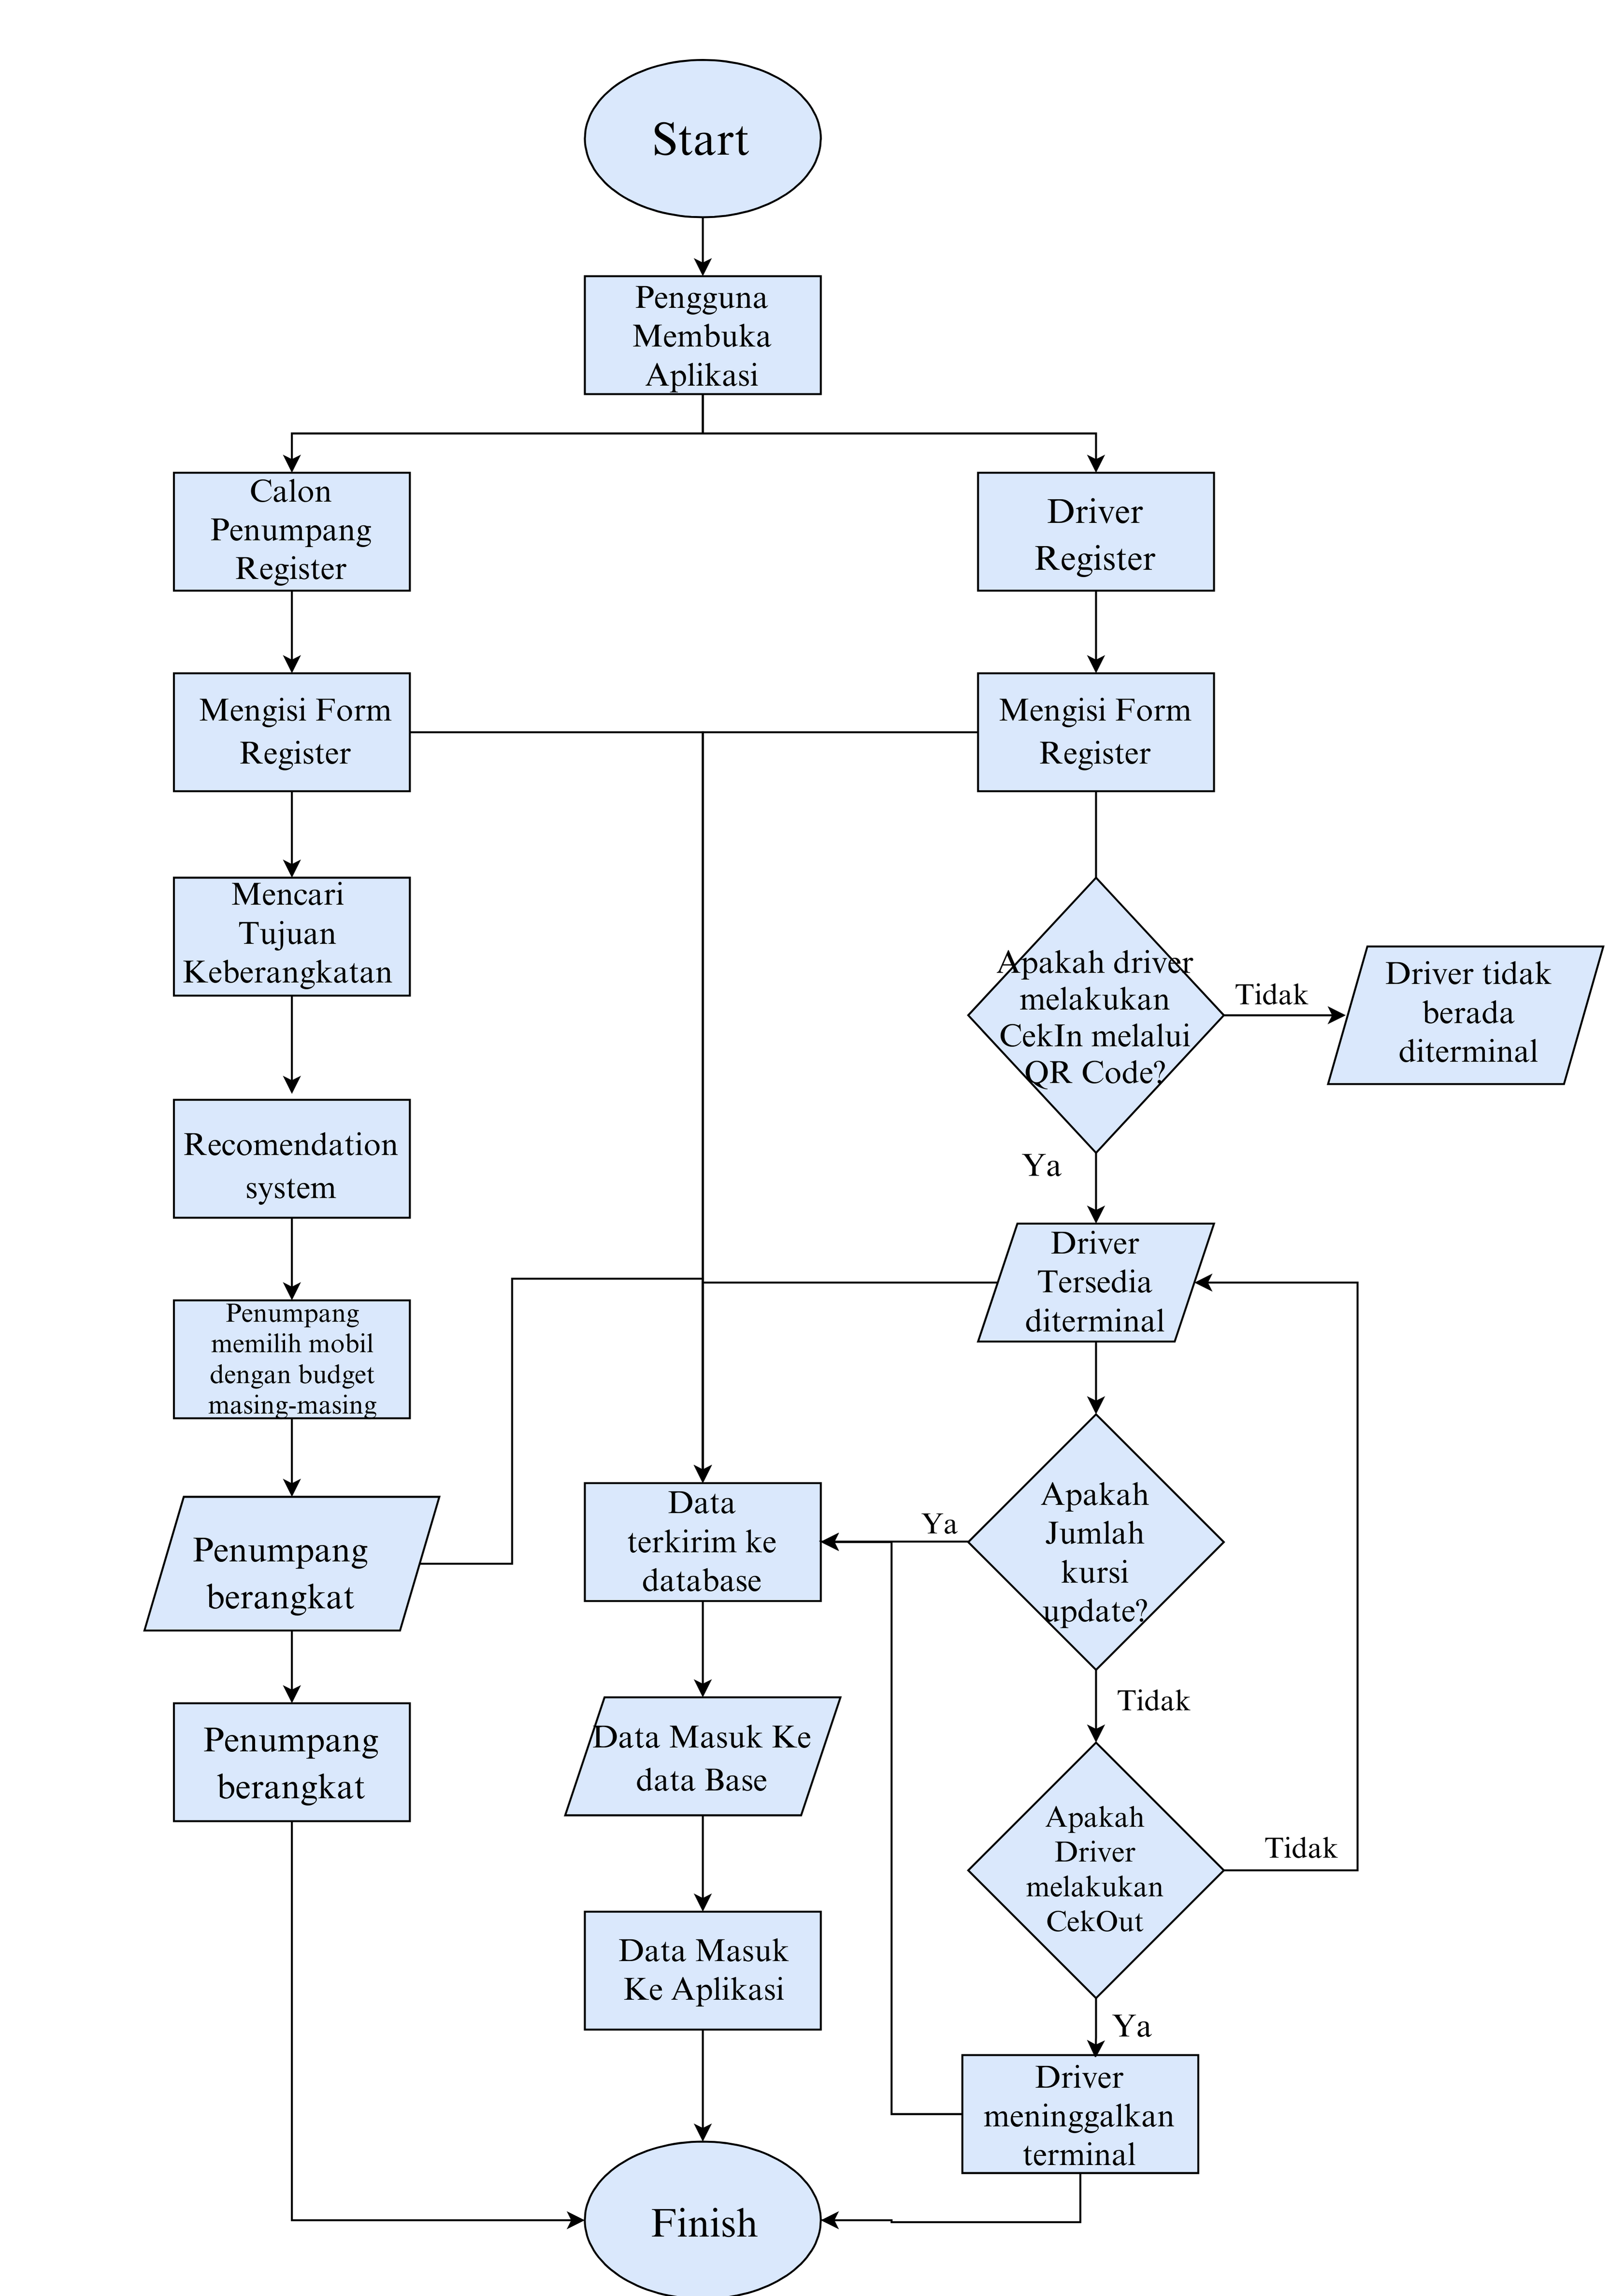 Start
Pengguna
Membuka
Aplikasi
Calon
Penumpang
Register
Driver
Register
Mengisi Form
Register
Mengisi Form
Register
Mencari
Tujuan
Keberangkatan
Apakah driver
melakukan
CekIn melalui
QR Code?
Tidak
Driver tidak
berada
diterminal
Recomendation
system
Ya
Driver
Tersedia
diterminal
Penumpang
memilih mobil
dengan budget
masing-masing
Penumpang
berangkat
Data
terkirim ke
database
Ya
Apakah
Jumlah
kursi
update?
Tidak
Penumpang
berangkat
Data Masuk Ke
data Base
Apakah
Driver
melakukan
CekOut
Tidak
Data Masuk
Ke Aplikasi
Ya
Driver
meninggalkan
terminal
Finish